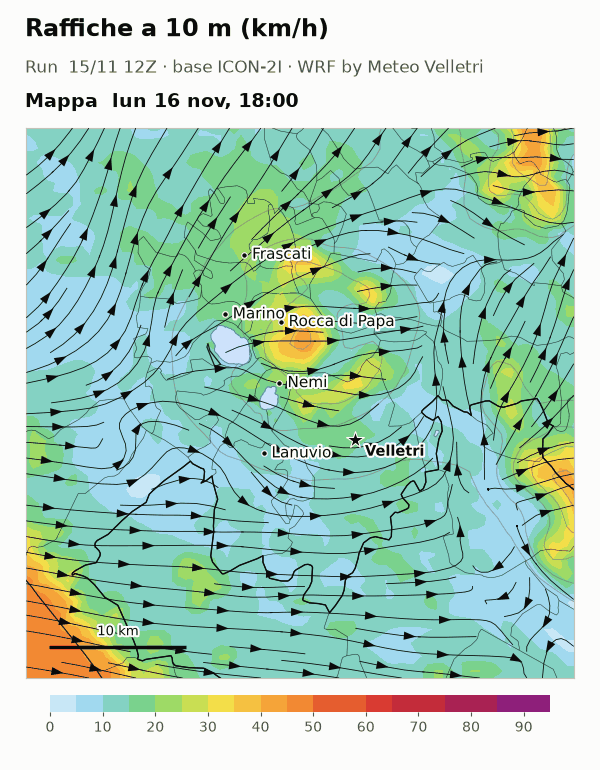 Raffiche a 10 m (km/h)
Run 15/11 12Z · base ICON-2I · WRF by Meteo Velletri
Mappa lun 16 nov, 18:00
Frascati
Marino
Rocca di Papa
Nemi
Lanuvio
Velletri
10 km
0 10 20 30 40 50 60 70 80 90